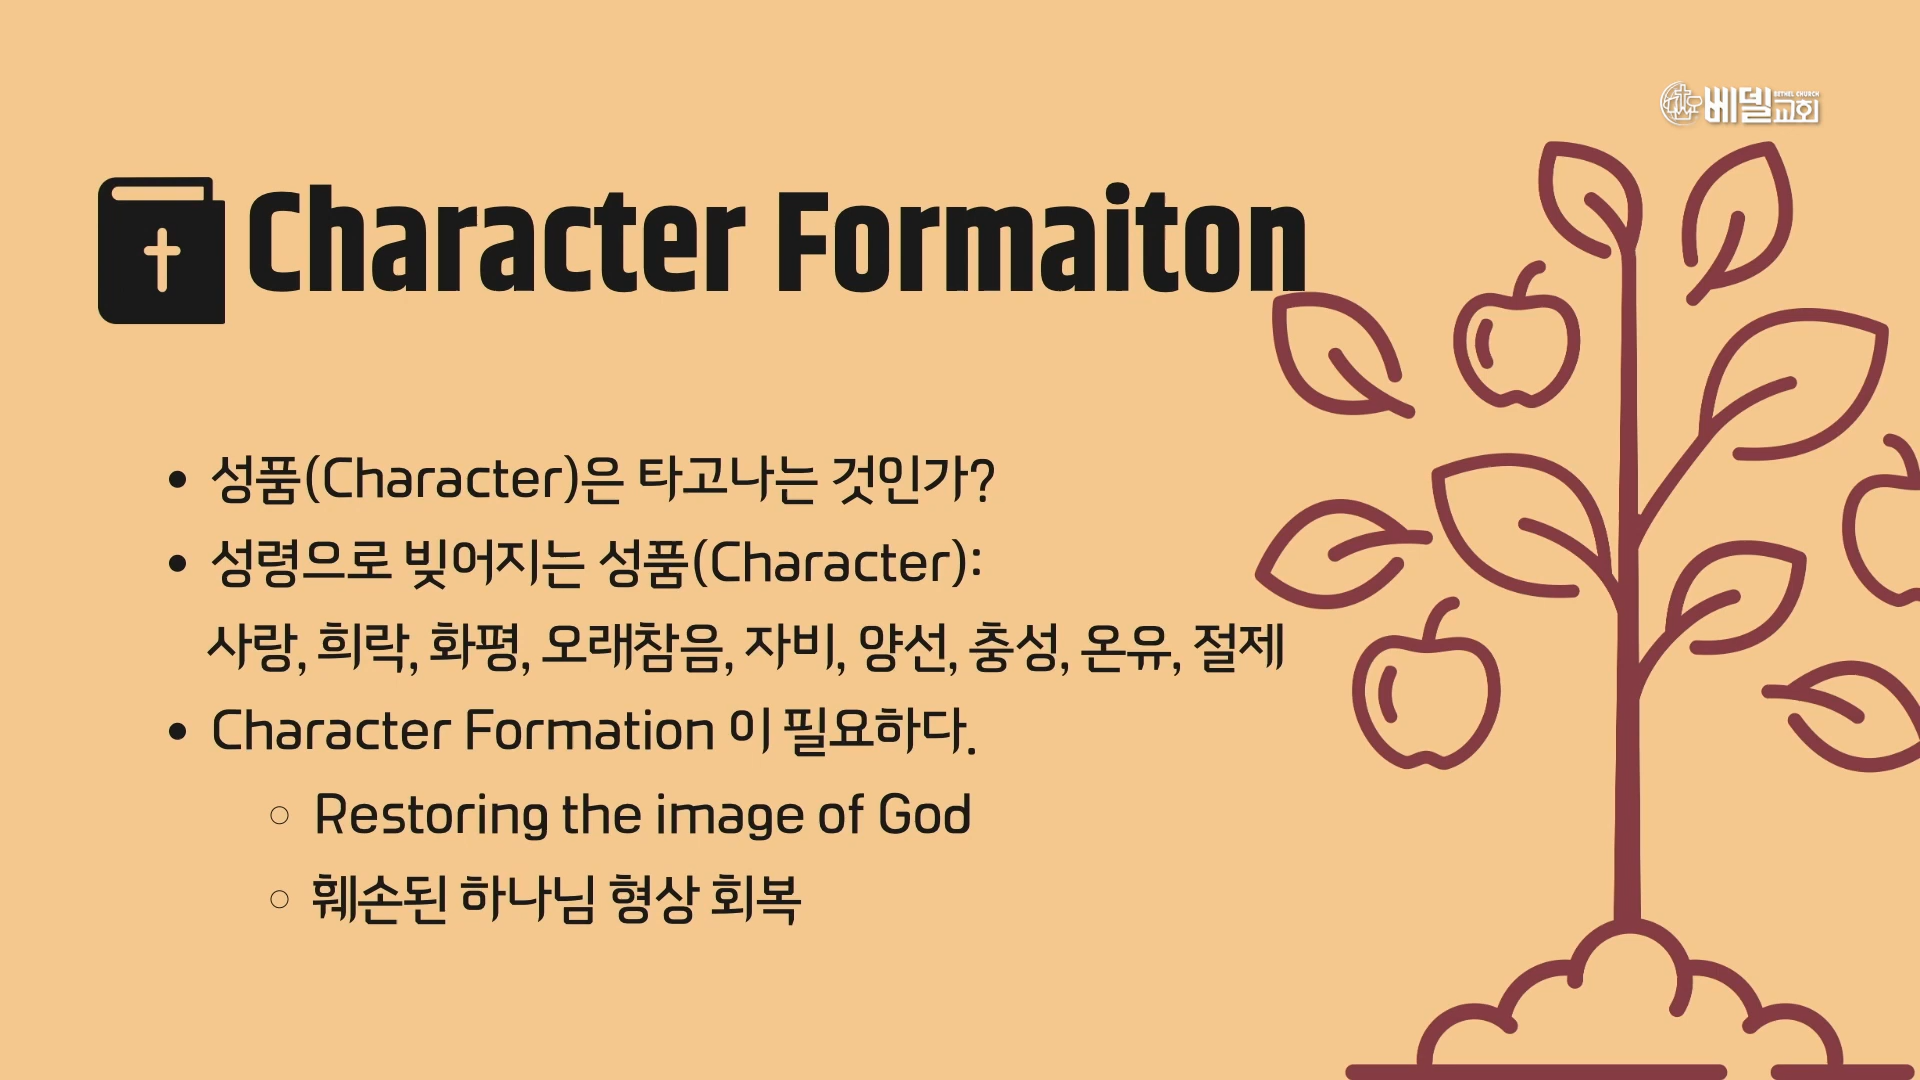 베델교회
BETHEL CHURCH
Character Formaiton
• 성품(Character)은 타고나는 것인가?
• 성령으로 빚어지는 성품(Character):
사랑, 희락, 화평, 오래참음, 자비, 양선, 충성, 온유, 절제
• Character Formation 이 필요하다.
○ Restoring the image of God
○ 훼손된 하나님 형상 회복